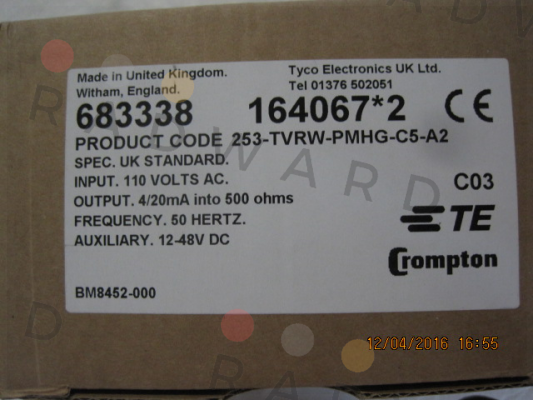 Made in United Kingdom. Tyco Electronics UK Ltd.
Witham, England. Tel 01376 502051
683338 164067*2 CE
PRODUCT CODE 253-TVRW-PMHG-C5-A2
SPEC. UK STANDARD.
INPUT. 110 VOLTS AC. C03
OUTPUT. 4/20mA into 500 ohms
FREQUENCY. 50 HERTZ. TE
AUXILIARY. 12-48V DC
Crompton
BM8452-000
12/04/2016 16:55
RADWARD